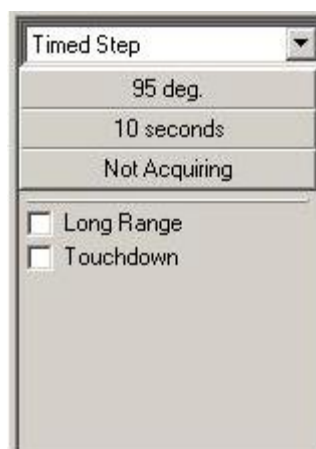 Timed Step
95 deg.
10 seconds
Not Acquiring
Long Range
Touchdown